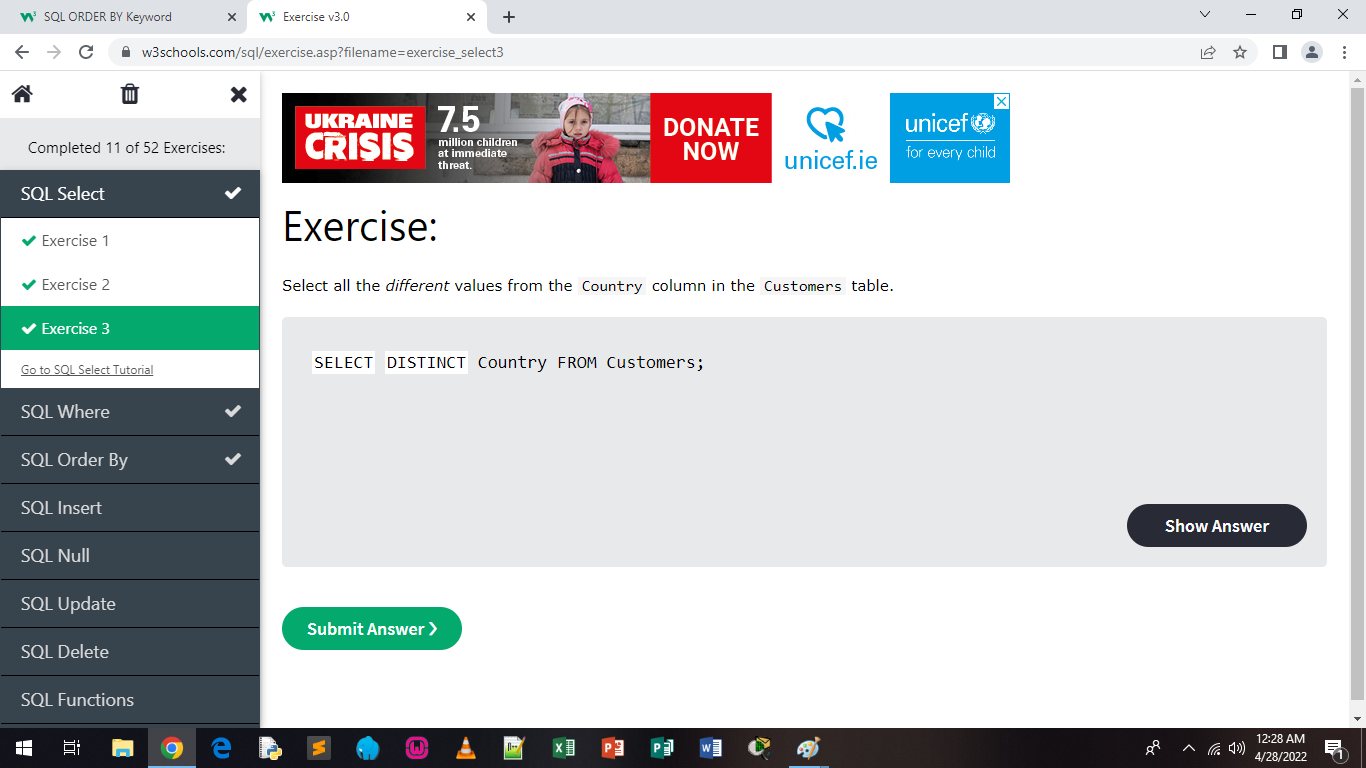 SQL ORDER BY Keyword
Exercise v3.0
w3schools.com/sql/exercise.asp?filename=exercise_select3
Completed 11 of 52 Exercises:
SQL Select
Exercise 1
Exercise 2
Exercise 3
Go to SQL Select Tutorial
SQL Where
SQL Order By
SQL Insert
SQL Null
SQL Update
SQL Delete
SQL Functions
UKRAINE
CRISIS
7.5
million children
at immediate
threat.
DONATE
NOW
unicef.ie
unicef
for every child
Exercise:
Select all the different values from the Country column in the Customers table.
SELECT DISTINCT Country FROM Customers;
Show Answer
Submit Answer ❯
12:28 AM
4/28/2022
1